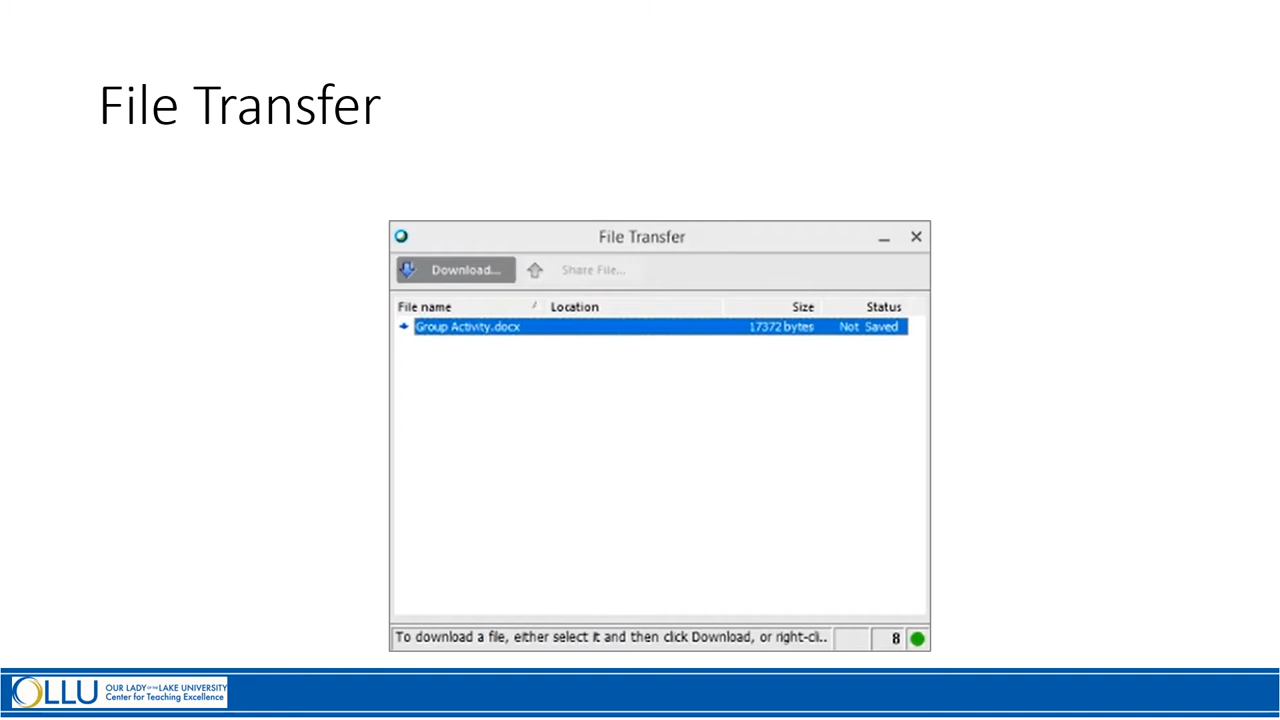 File Transfer
File Transfer
Download... Share File...
File name / Location Size Status
Group Activity.docx 17372 bytes Not Saved
To download a file, either select it and then click Download, or right-cli.. 8
OLLU OUR LADY OF THE LAKE UNIVERSITY
Center for Teaching Excellence